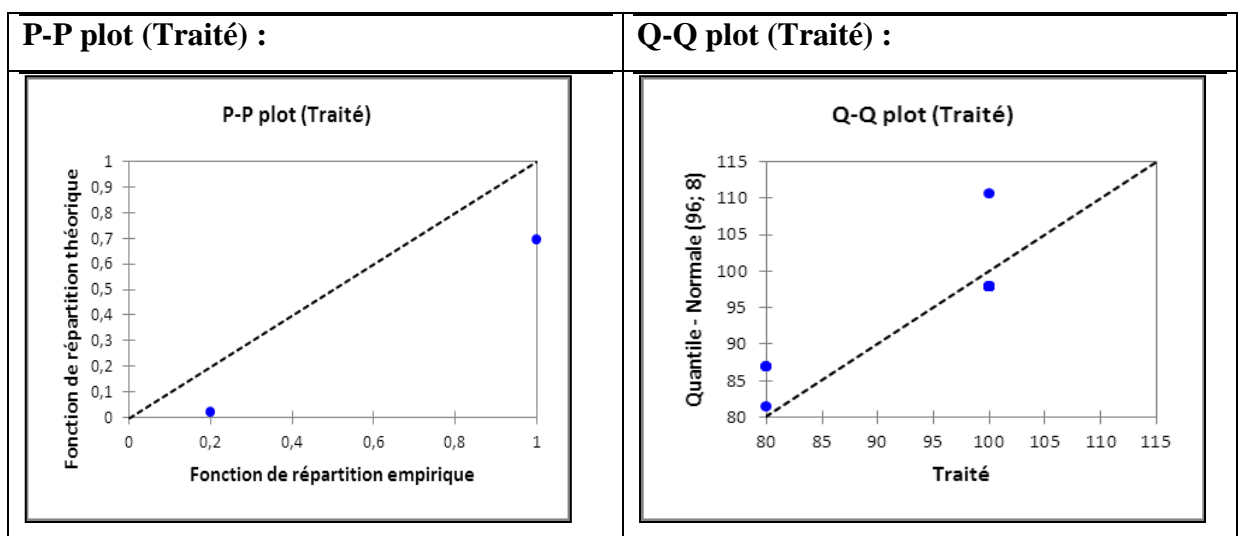 P-P plot (Traité) :
P-P plot (Traité)
Fonction de répartition théorique
1
0,9
0,8
0,7
0,6
0,5
0,4
0,3
0,2
0,1
0
0 0,2 0,4 0,6 0,8 1
Fonction de répartition empirique
Q-Q plot (Traité) :
Q-Q plot (Traité)
Quantile - Normale (96; 8)
115
110
105
100
95
90
85
80
80 85 90 95 100 105 110 115
Traité